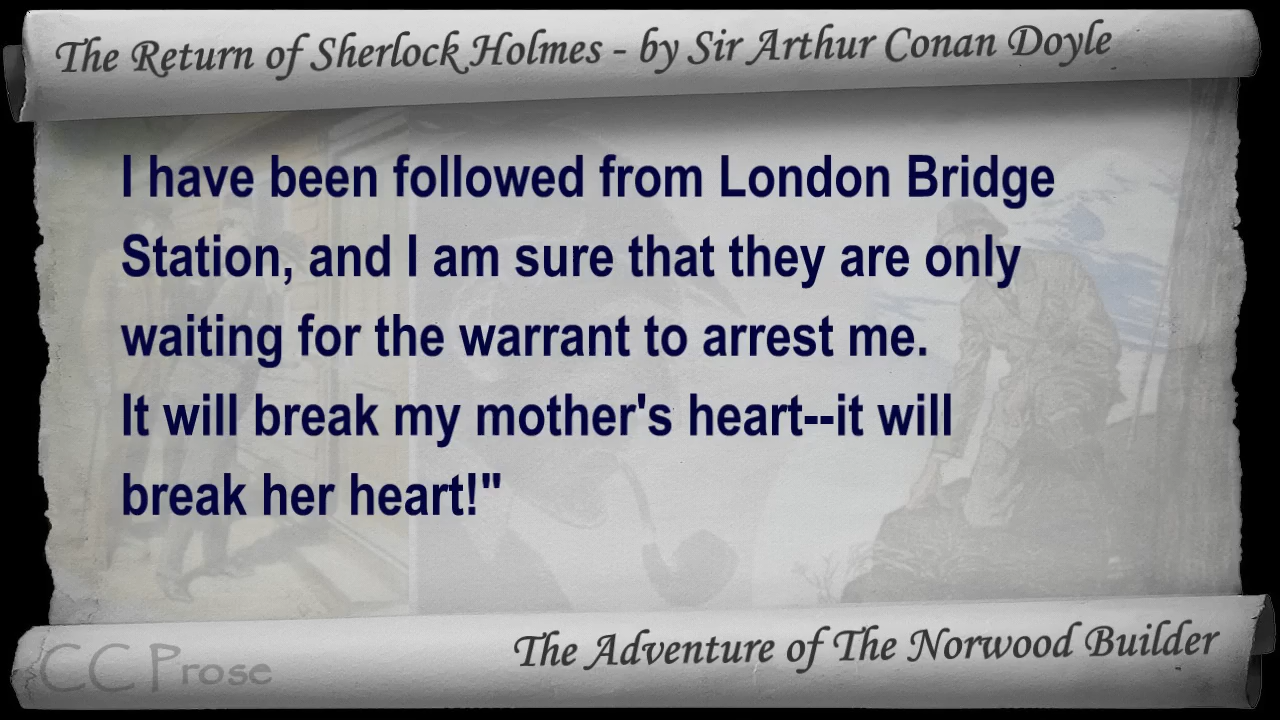 The Return of Sherlock Holmes - by Sir Arthur Conan Doyle
I have been followed from London Bridge
Station, and I am sure that they are only
waiting for the warrant to arrest me.
It will break my mother's heart--it will
break her heart!"
The Adventure of The Norwood Builder
CC Prose